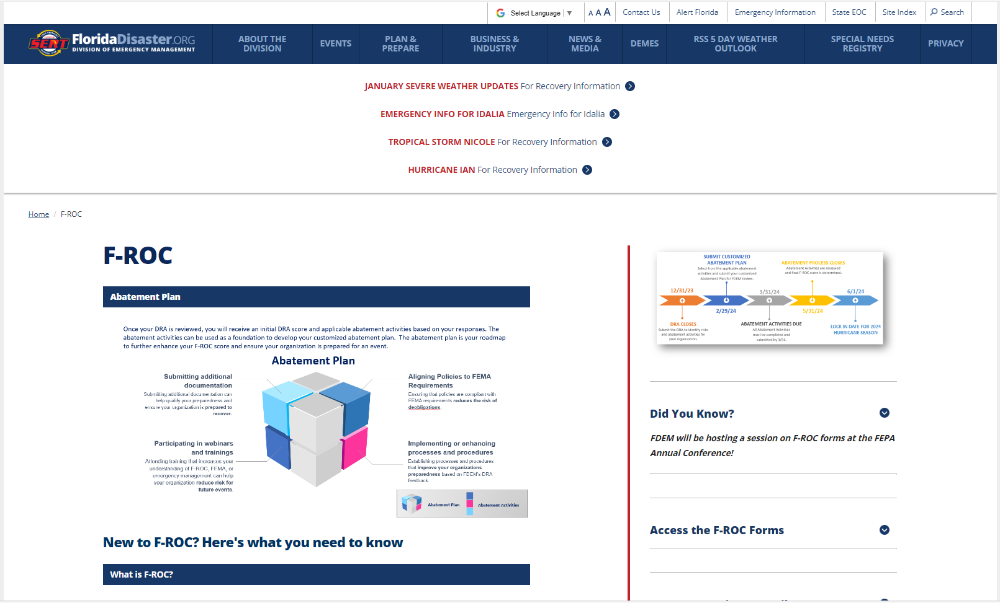 Select Language ▼
A A A
Contact Us
Alert Florida
Emergency Information
State EOC
Site Index
Search
SERT
FloridaDisaster.ORG
DIVISION OF EMERGENCY MANAGEMENT
ABOUT THE
DIVISION
EVENTS
PLAN &
PREPARE
BUSINESS &
INDUSTRY
NEWS &
MEDIA
DEMES
RSS 5 DAY WEATHER
OUTLOOK
SPECIAL NEEDS
REGISTRY
PRIVACY
JANUARY SEVERE WEATHER UPDATES For Recovery Information
EMERGENCY INFO FOR IDALIA Emergency Info for Idalia
TROPICAL STORM NICOLE For Recovery Information
HURRICANE IAN For Recovery Information
Home / F-ROC
F-ROC
Abatement Plan
Once your DRA is reviewed, you will receive an initial DRA score and applicable abatement activities based on your responses. The
abatement activities can be used as a foundation to develop your customized abatement plan. The abatement plan is your roadmap
to further enhance your F-ROC score and ensure your organization is prepared for an event.
Abatement Plan
Submitting additional
documentation
Submitting additional documentation can
help qualify your preparedness and
ensure your organization is prepared to
recover.
Aligning Policies to FEMA
Requirements
Ensuring that policies are compliant with
FEMA requirements reduces the risk of
deobligations.
Participating in webinars
and trainings
Attending training that increases your
understanding of F-ROC, FEMA, or
emergency management can help
your organization reduce risk for
future events.
Implementing or enhancing
processes and procedures
Establishing processes and procedures
that improve your organizations
preparedness based on FDEM's DRA
feedback
Abatement Plan
Abatement Activities
New to F-ROC? Here's what you need to know
What is F-ROC?
SUBMIT CUSTOMIZED
ABATEMENT PLAN
Select from the applicable abatement
activities and submit your customized
Abatement Plan for FDEM review.
ABATEMENT PROCESS CLOSES
Abatement Activities are reviewed
and final F-ROC score is determined.
12/31/23
3/31/24
6/1/24
2/29/24
5/31/24
DRA CLOSES
Submit the DRA to identify risks
and abatement activities for
your organization.
ABATEMENT ACTIVITIES DUE
All Abatement Activities
must be completed and
submitted by 3/31.
LOCK IN DATE FOR 2024
HURRICANE SEASON
Did You Know?
FDEM will be hosting a session on F-ROC forms at the FEPA
Annual Conference!
Access the F-ROC Forms